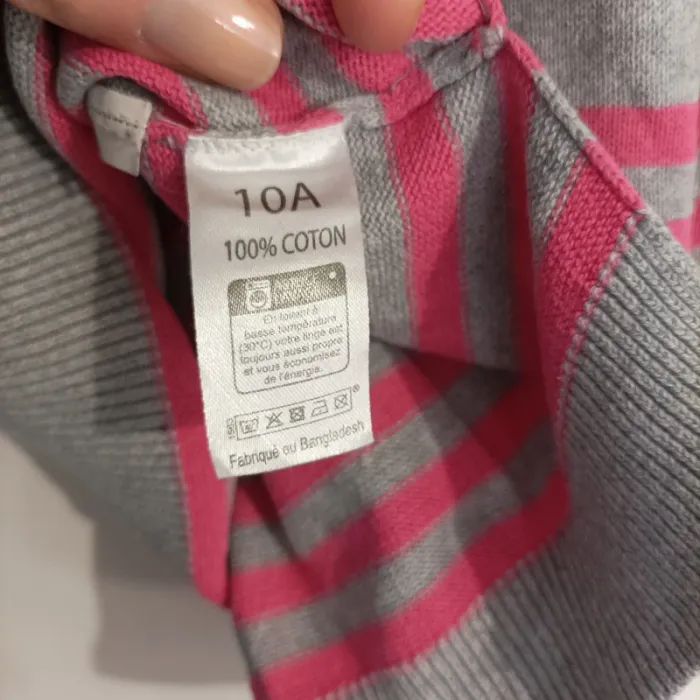 10A
100% COTON
En lavant à
basse température
(30°C) votre linge est
toujours aussi propre
et vous économisez
de l'énergie.
Fabriqué ou Bangladesh